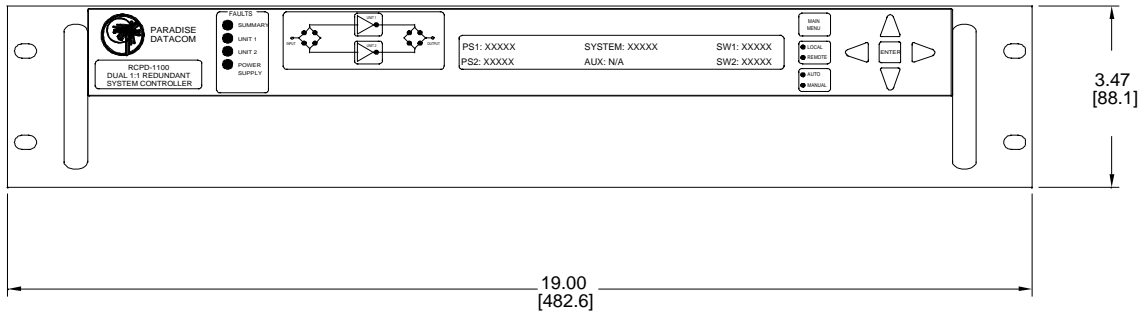 PARADISE
DATACOM
RCPD-1100
DUAL 1:1 REDUNDANT
SYSTEM CONTROLLER
FAULTS
SUMMARY
UNIT 1
UNIT 2
POWER
SUPPLY
INPUT
UNIT 1
UNIT 2
OUTPUT
PS1: XXXXX SYSTEM: XXXXX SW1: XXXXX
PS2: XXXXX AUX: N/A SW2: XXXXX
MAIN
MENU
LOCAL
REMOTE
AUTO
MANUAL
ENTER
3.47
[88.1]
19.00
[482.6]